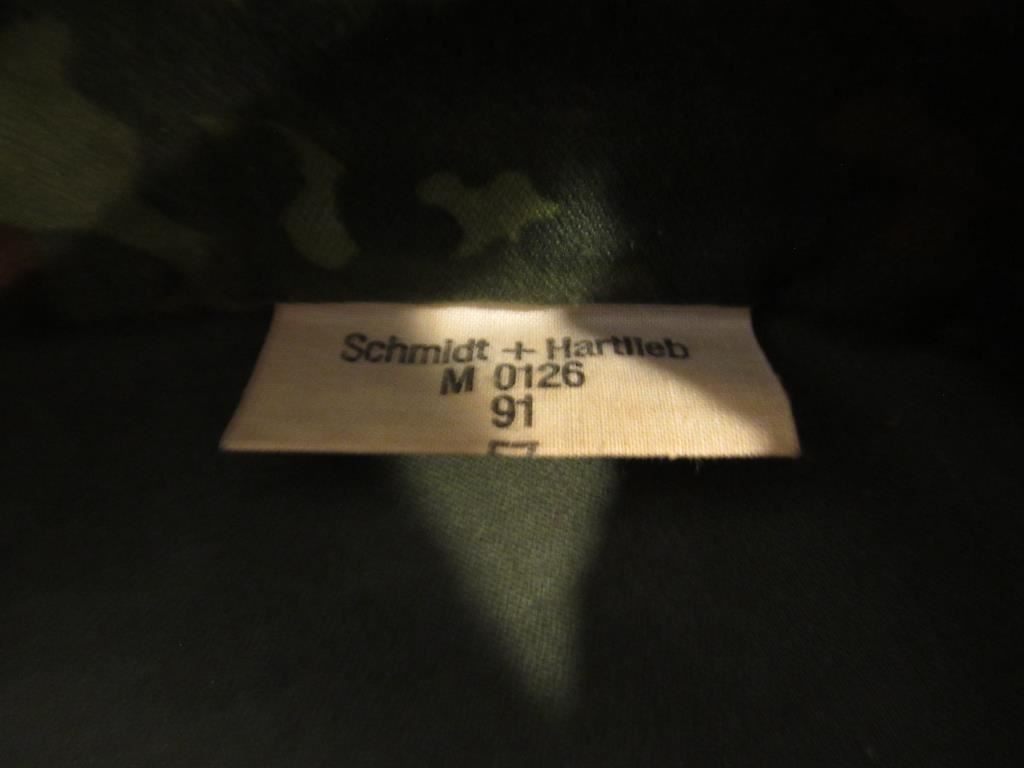 Schmidt + Hartlieb
M 0126
91